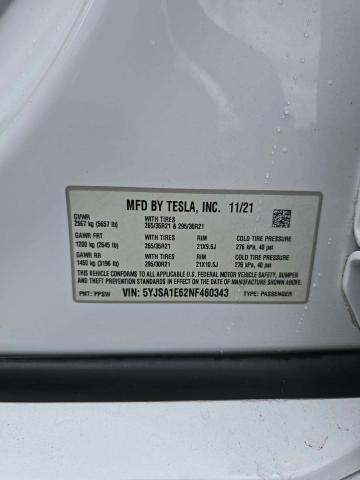 MFD BY TESLA, INC. 11/21
GVWR WITH TIRES
2567 kg (5657 lb) 265/35R21 & 295/30R21
GAWR FRT WITH TIRES RIM COLD TIRE PRESSURE
1200 kg (2645 lb) 265/35R21 21X9.5J 276 kPa, 40 psi
GAWR RR WITH TIRES RIM COLD TIRE PRESSURE
1450 kg (3196 lb) 295/30R21 21X10.5J 276 kPa, 40 psi
THIS VEHICLE CONFORMS TO ALL APPLICABLE U.S. FEDERAL MOTOR VEHICLE SAFETY, BUMPER
AND THEFT PREVENTION STANDARDS IN EFFECT ON THE DATE OF MANUFACTURE SHOWN ABOVE.
PNT: PPSW VIN: 5YJSA1E62NF460343 TYPE: PASSENGER